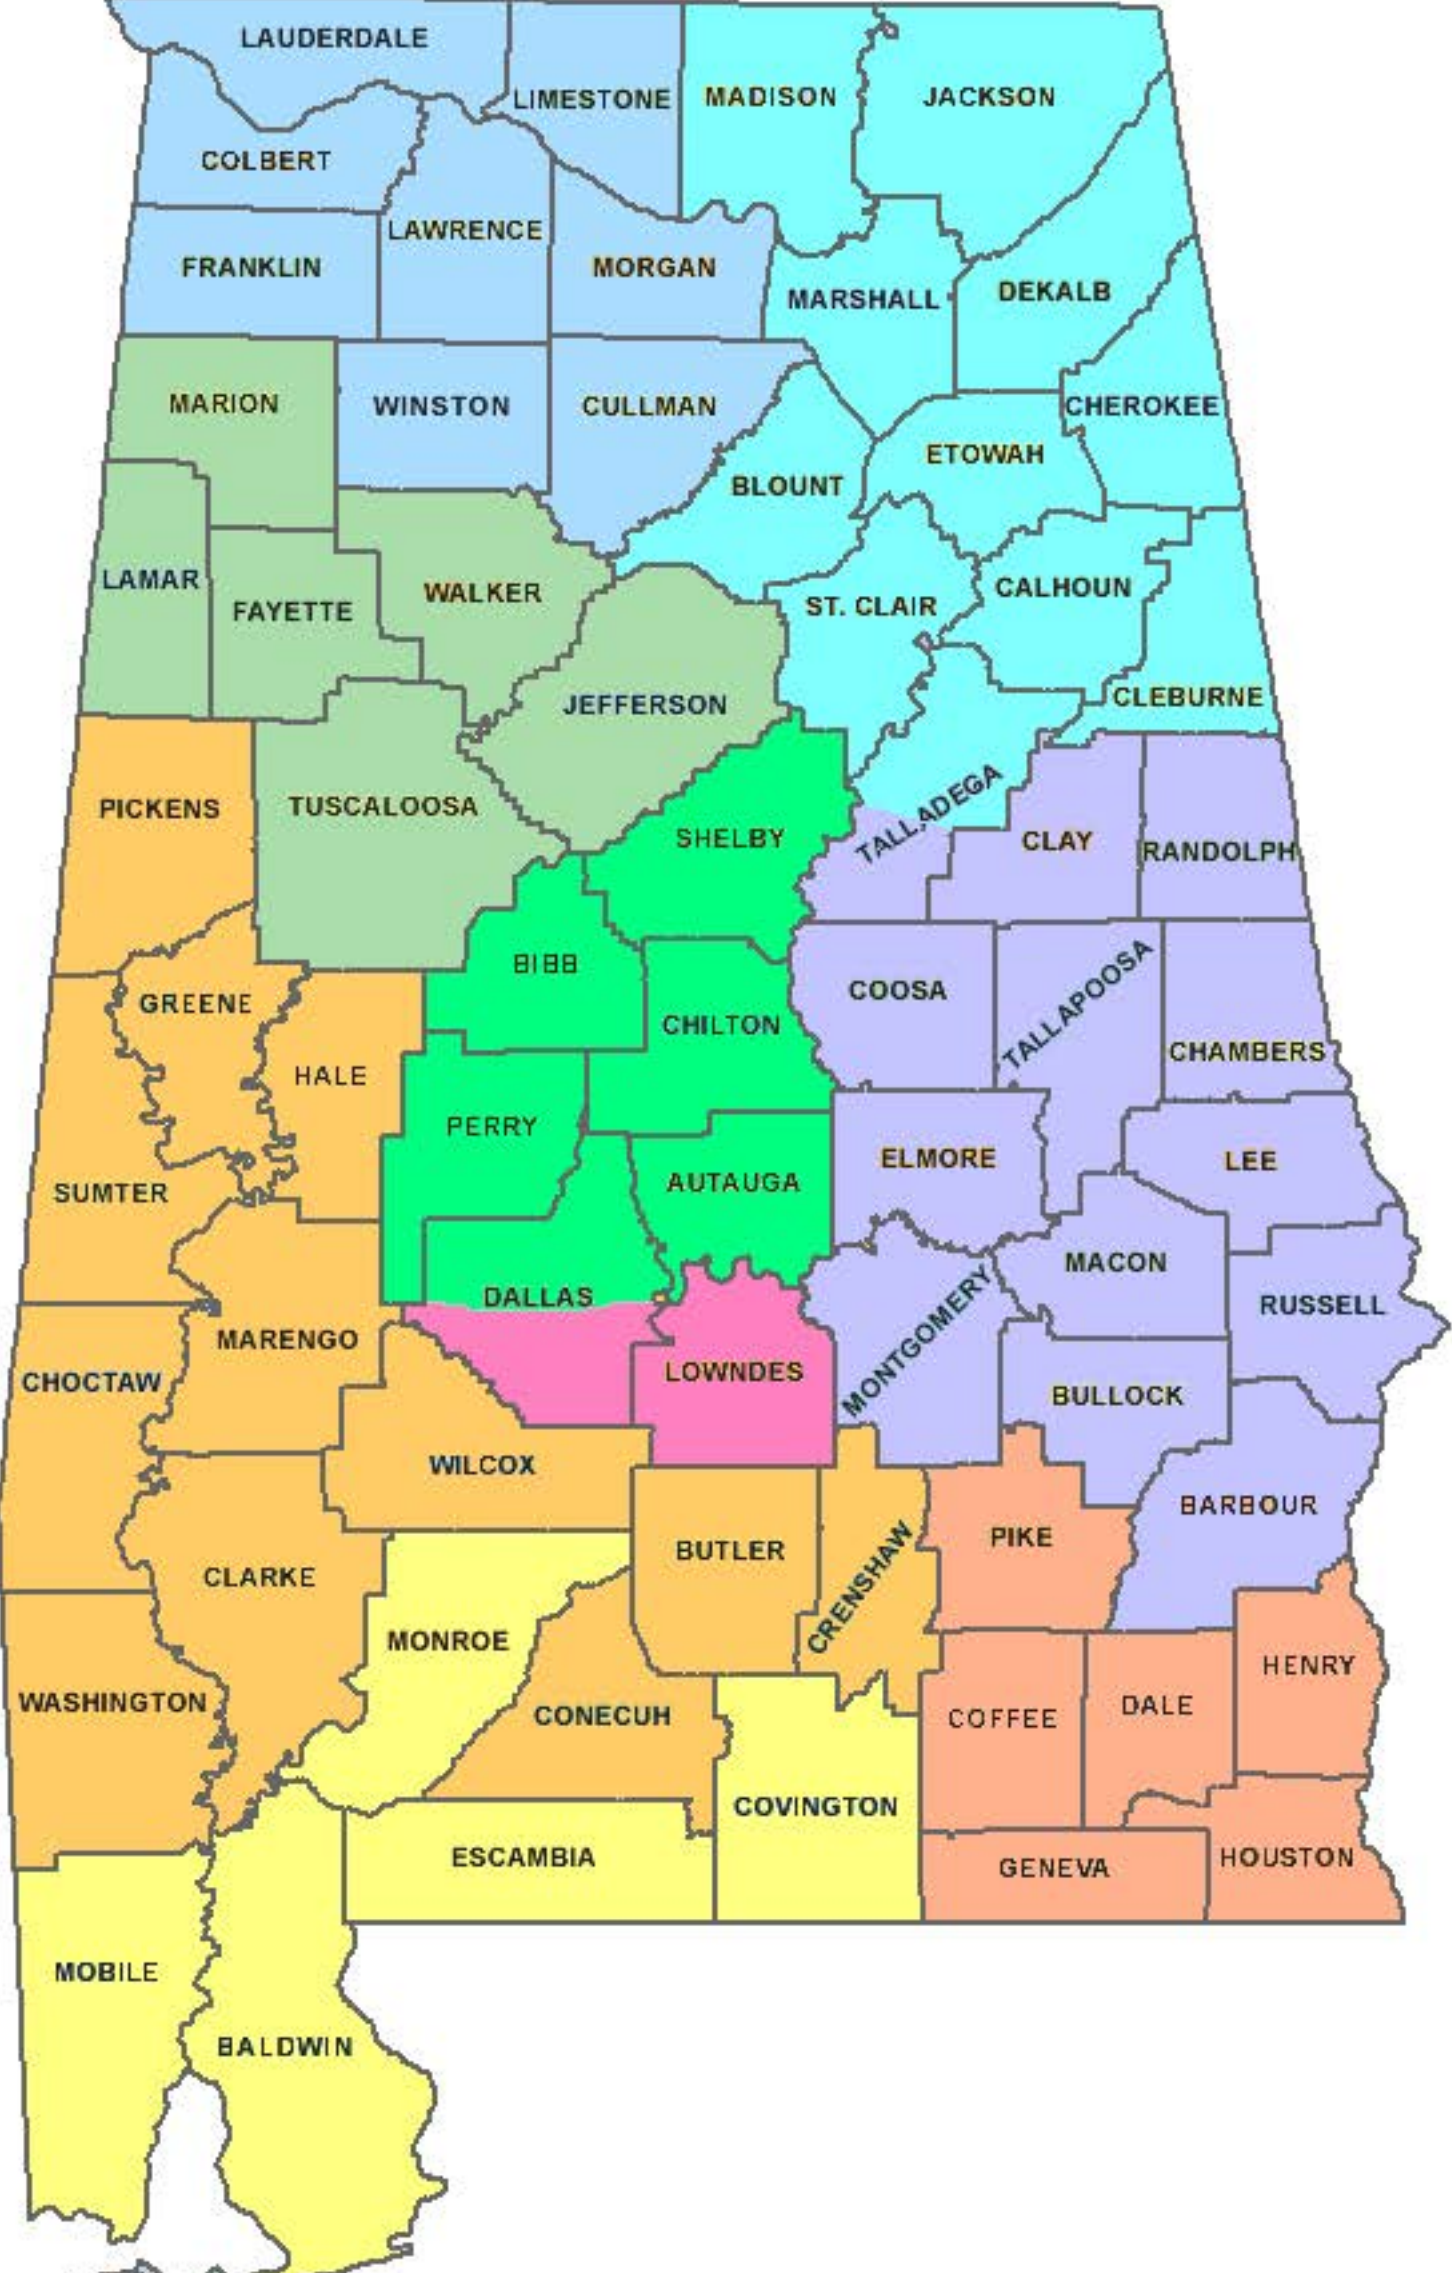 LAUDERDALE
LIMESTONE
MADISON
JACKSON
COLBERT
LAWRENCE
FRANKLIN
MORGAN
MARSHALL
DEKALB
MARION
WINSTON
CULLMAN
CHEROKEE
ETOWAH
BLOUNT
LAMAR
FAYETTE
WALKER
ST. CLAIR
CALHOUN
JEFFERSON
CLEBURNE
PICKENS
TUSCALOOSA
SHELBY
TALLADEGA
CLAY
RANDOLPH
BIBB
COOSA
TALLAPOOSA
GREENE
CHILTON
CHAMBERS
HALE
PERRY
ELMORE
LEE
SUMTER
AUTAUGA
MACON
DALLAS
MONTGOMERY
RUSSELL
MARENGO
CHOCTAW
LOWNDES
BULLOCK
WILCOX
BARBOUR
CLARKE
BUTLER
CRENSHAW
PIKE
MONROE
HENRY
WASHINGTON
CONECUH
COFFEE
DALE
COVINGTON
ESCAMBIA
GENEVA
HOUSTON
MOBILE
BALDWIN